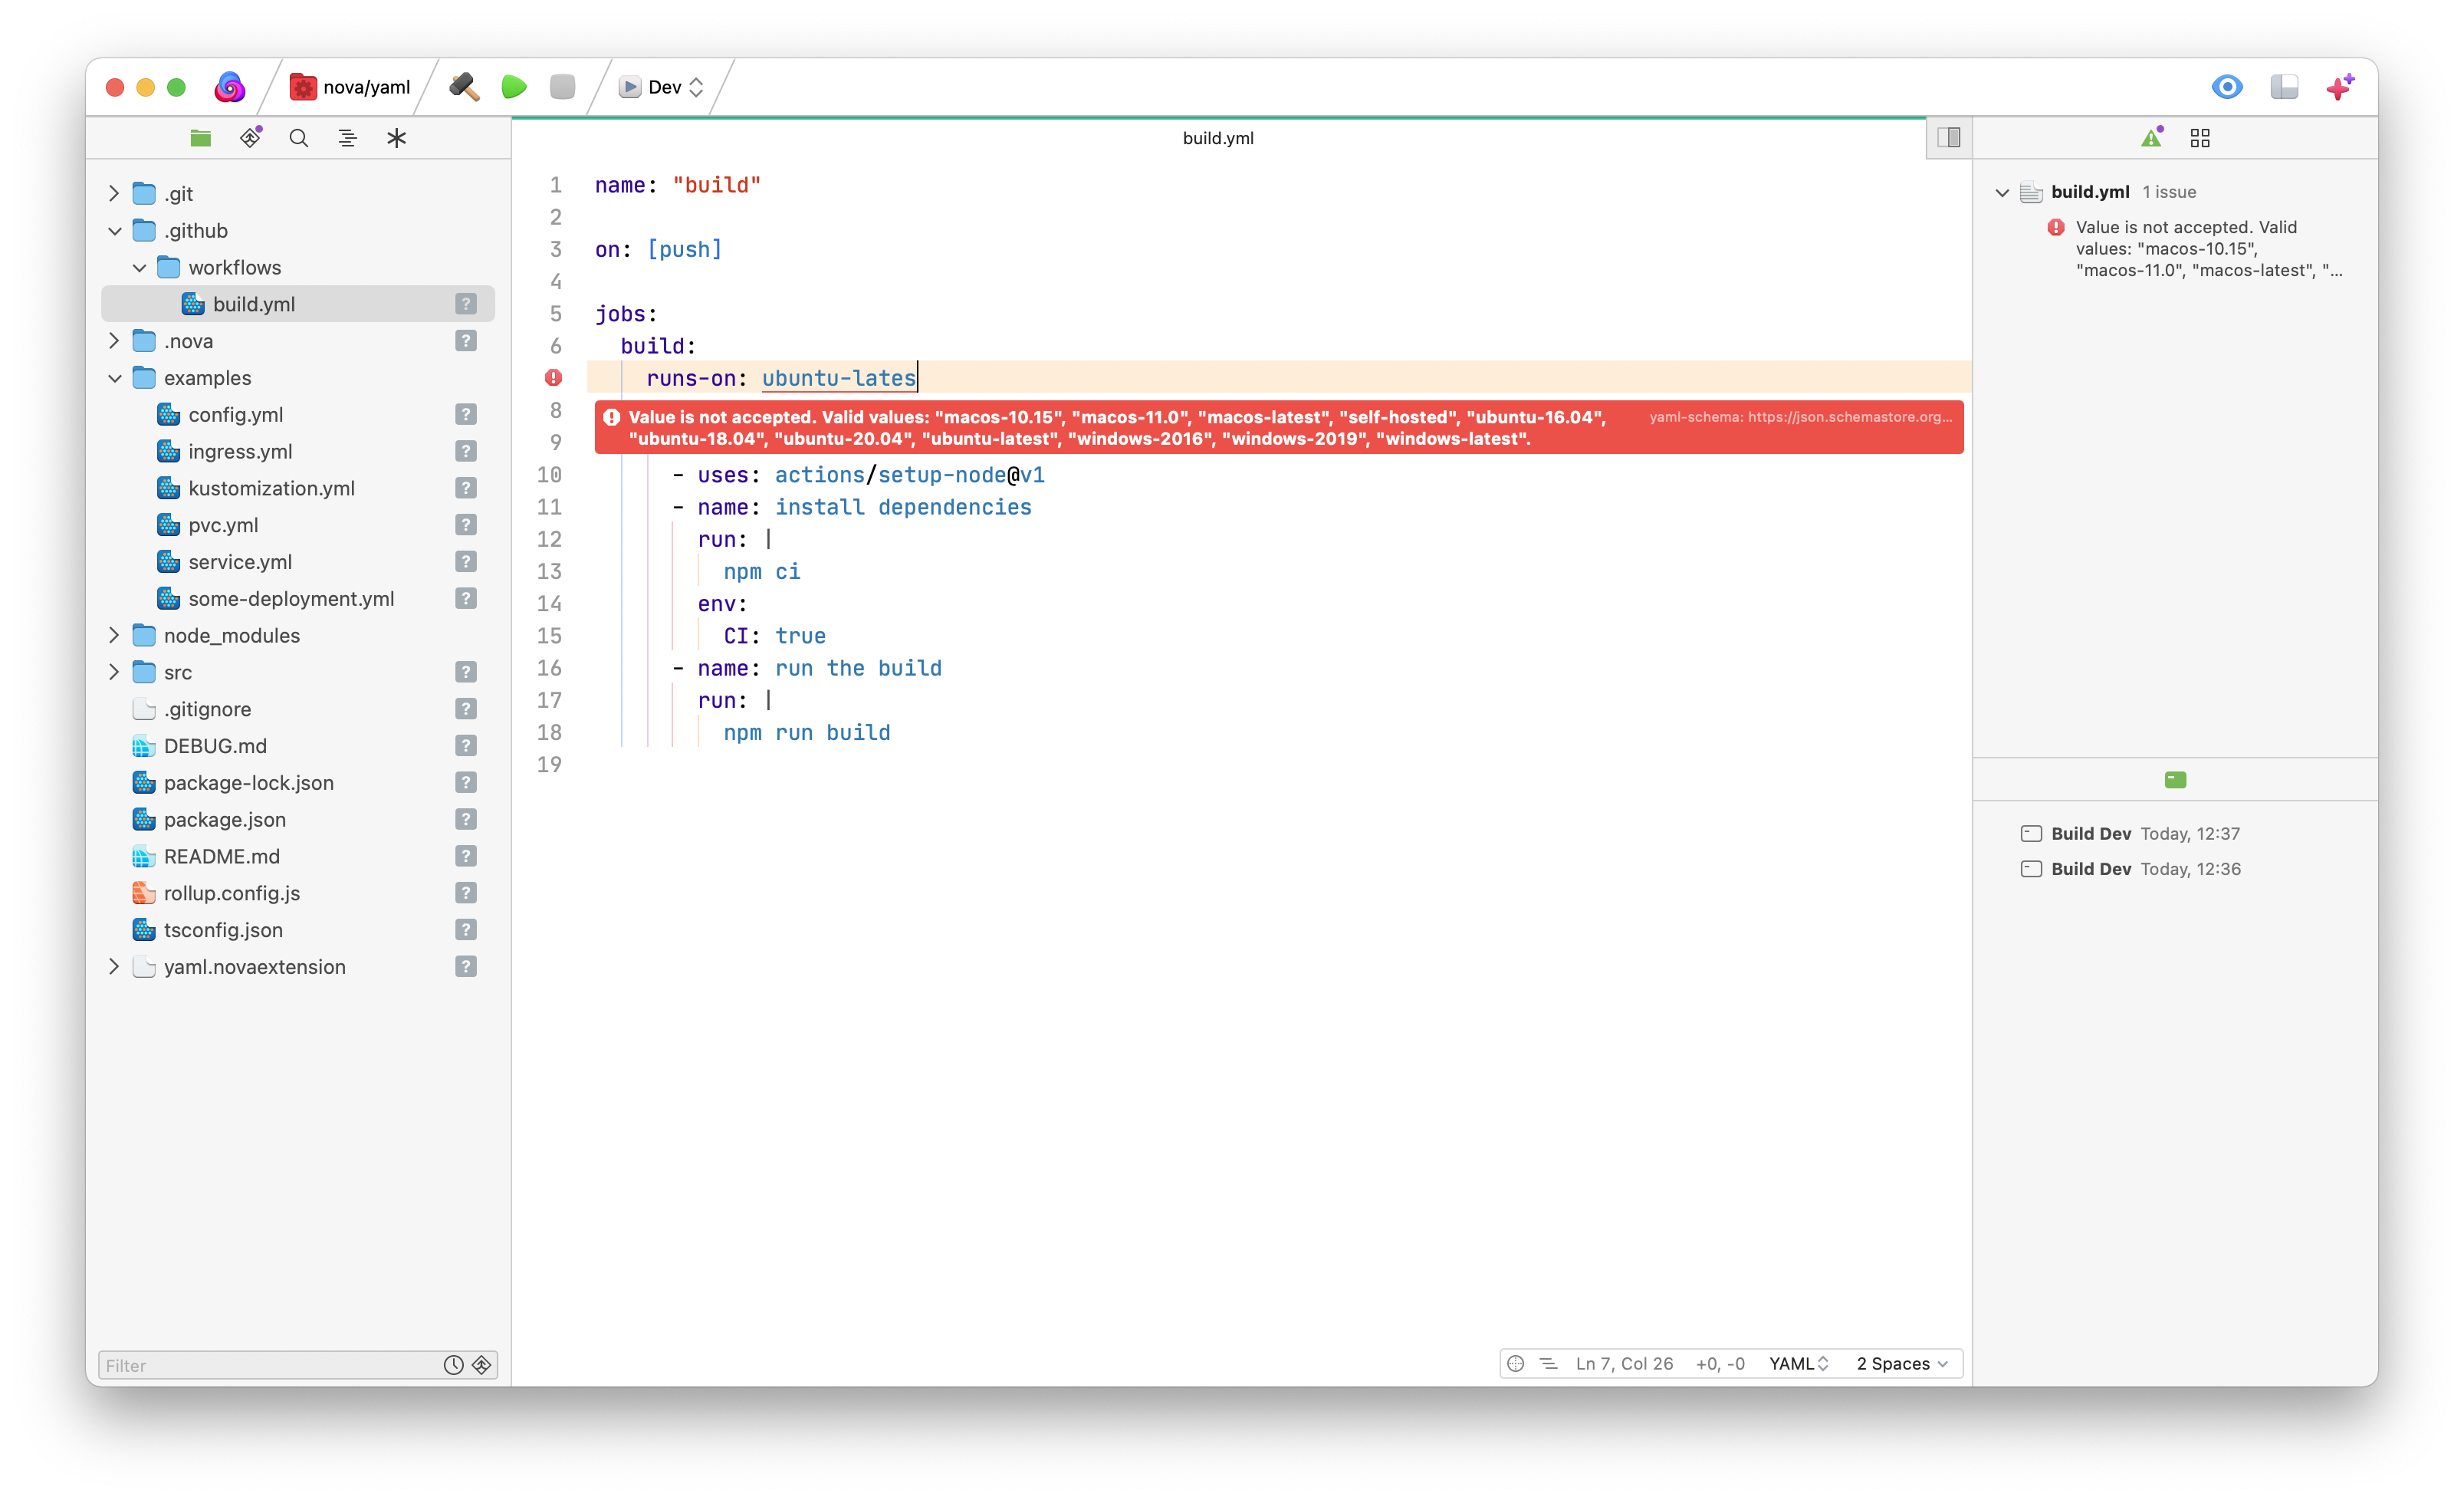 nova/yaml
Dev
.git
.github
workflows
build.yml ?
.nova ?
examples
config.yml ?
ingress.yml ?
kustomization.yml ?
pvc.yml ?
service.yml ?
some-deployment.yml ?
node_modules
src ?
.gitignore ?
DEBUG.md ?
package-lock.json ?
package.json ?
README.md ?
rollup.config.js ?
tsconfig.json ?
yaml.novaextension ?
Filter
build.yml
1 name: "build"
2
3 on: [push]
4
5 jobs:
6 build:
runs-on: ubuntu-lates
8
9
Value is not accepted. Valid values: "macos-10.15", "macos-11.0", "macos-latest", "self-hosted", "ubuntu-16.04", yaml-schema: https://json.schemastore.org...
"ubuntu-18.04", "ubuntu-20.04", "ubuntu-latest", "windows-2016", "windows-2019", "windows-latest".
10 - uses: actions/setup-node@v1
11 - name: install dependencies
12 run: |
13 npm ci
14 env:
15 CI: true
16 - name: run the build
17 run: |
18 npm run build
19
Ln 7, Col 26 +0, -0 YAML 2 Spaces
build.yml 1 issue
Value is not accepted. Valid
values: "macos-10.15",
"macos-11.0", "macos-latest", "...
Build Dev Today, 12:37
Build Dev Today, 12:36